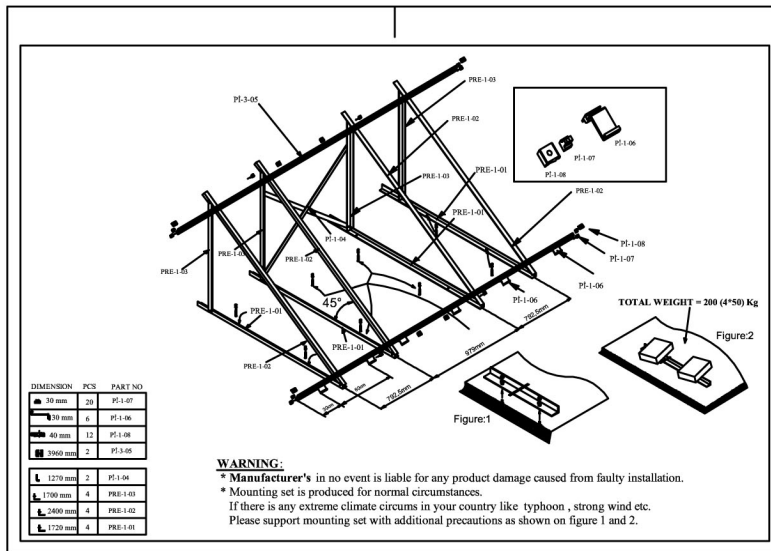 PRE-1-03
Pİ-3-05
PRE-1-02
Pİ-1-06
Pİ-1-07
Pİ-1-08
PRE-1-01
PRE-1-03
PRE-1-02
PRE-1-01
Pİ-1-04
PRE-1-03
PRE-1-03
PRE-1-02
Pİ-1-08
Pİ-1-07
Pİ-1-06
Pİ-1-06
45°
PRE-1-01
PRE-1-01
PRE-1-02
792.5mm
979mm
792.5mm
TOTAL WEIGHT = 200 (4*50) Kg
Figure:2
Figure:1
DIMENSION PCS PART NO
30 mm 20 Pİ-1-07
30 mm 6 Pİ-1-06
40 mm 12 Pİ-1-08
3960 mm 2 Pİ-3-05
1270 mm 2 Pİ-1-04
1700 mm 4 PRE-1-03
2400 mm 4 PRE-1-02
1720 mm 4 PRE-1-01
WARNING:
* Manufacturer's in no event is liable for any product damage caused from faulty installation.
* Mounting set is produced for normal circumstances.
If there is any extreme climate circums in your country like typhoon , strong wind etc.
Please support mounting set with additional precautions as shown on figure 1 and 2.